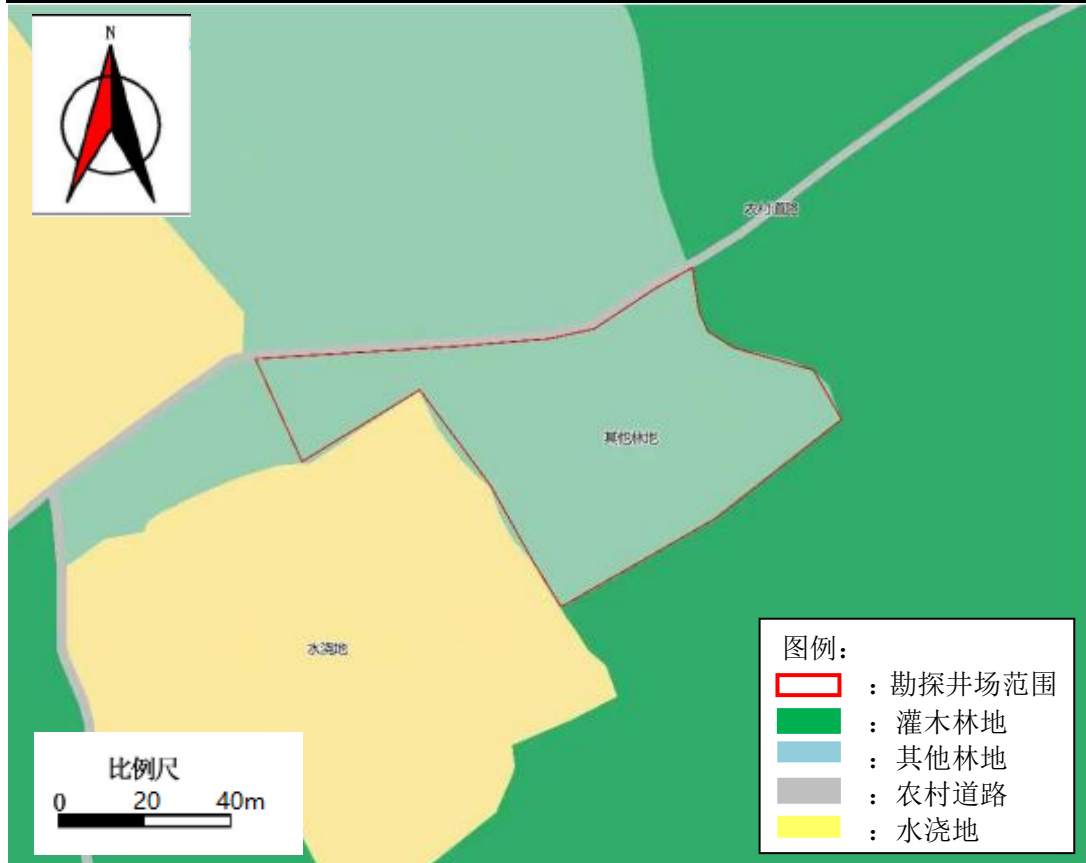 N
农村道路
其他林地
水浇地
图例：
：勘探井场范围
：灌木林地
：其他林地
：农村道路
：水浇地
比例尺
0 20 40m